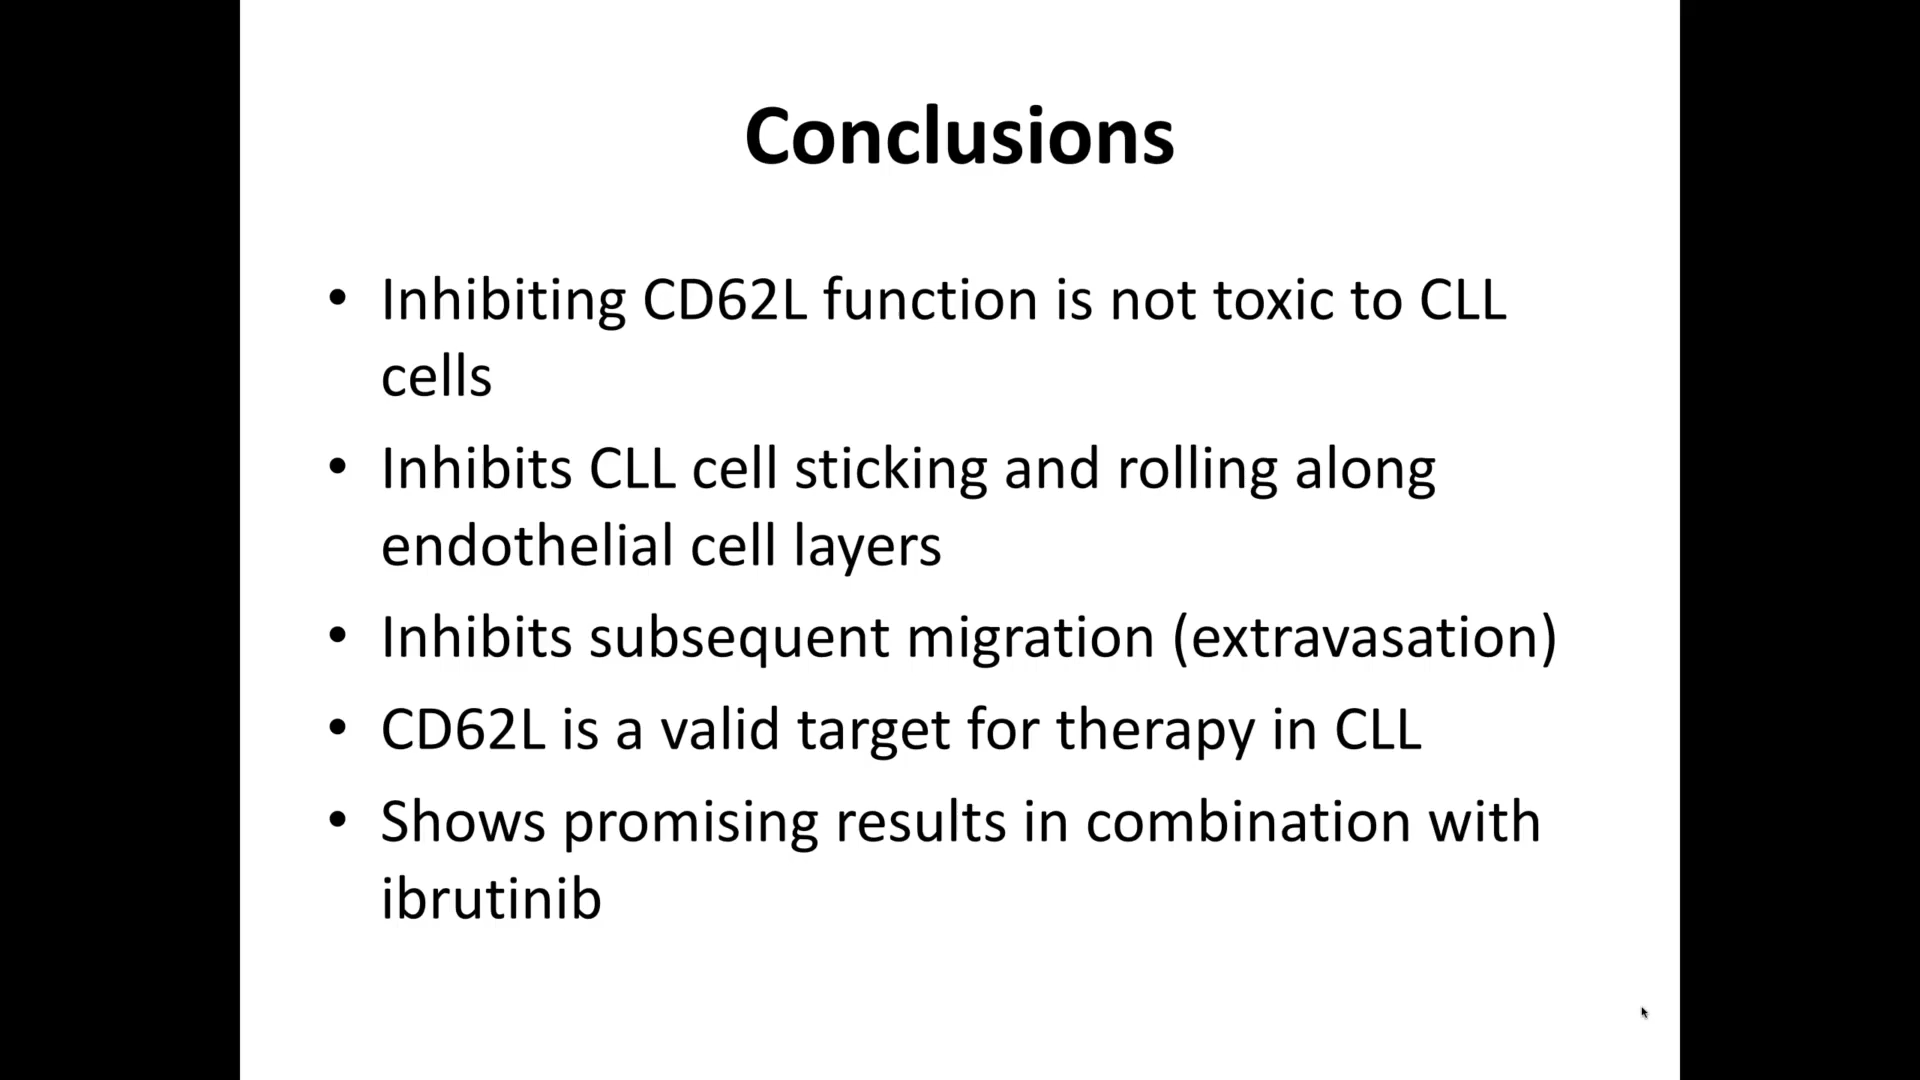 Conclusions
• Inhibiting CD62L function is not toxic to CLL
cells
• Inhibits CLL cell sticking and rolling along
endothelial cell layers
• Inhibits subsequent migration (extravasation)
• CD62L is a valid target for therapy in CLL
• Shows promising results in combination with
ibrutinib